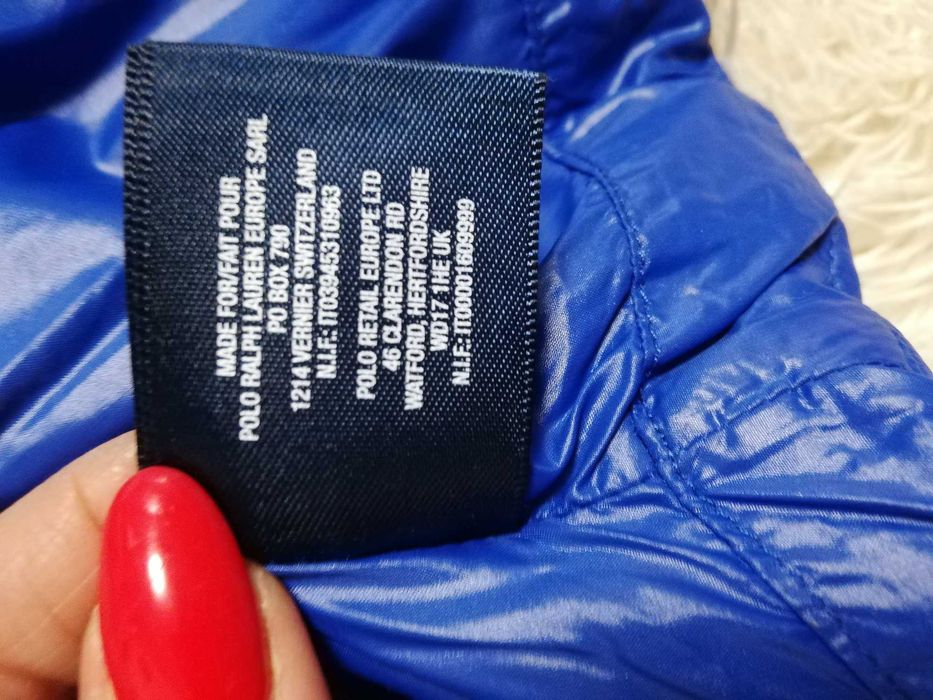 MADE FOR/FAIT POUR
POLO RALPH LAUREN EUROPE SARL
PO BOX 790
1214 VERNIER SWITZERLAND
N.I.F: IT03945310963
POLO RETAIL EUROPE LTD
46 CLARENDON RD
WATFORD, HERTFORDSHIRE
WD17 1HE UK
N.I.F: IT00001609999